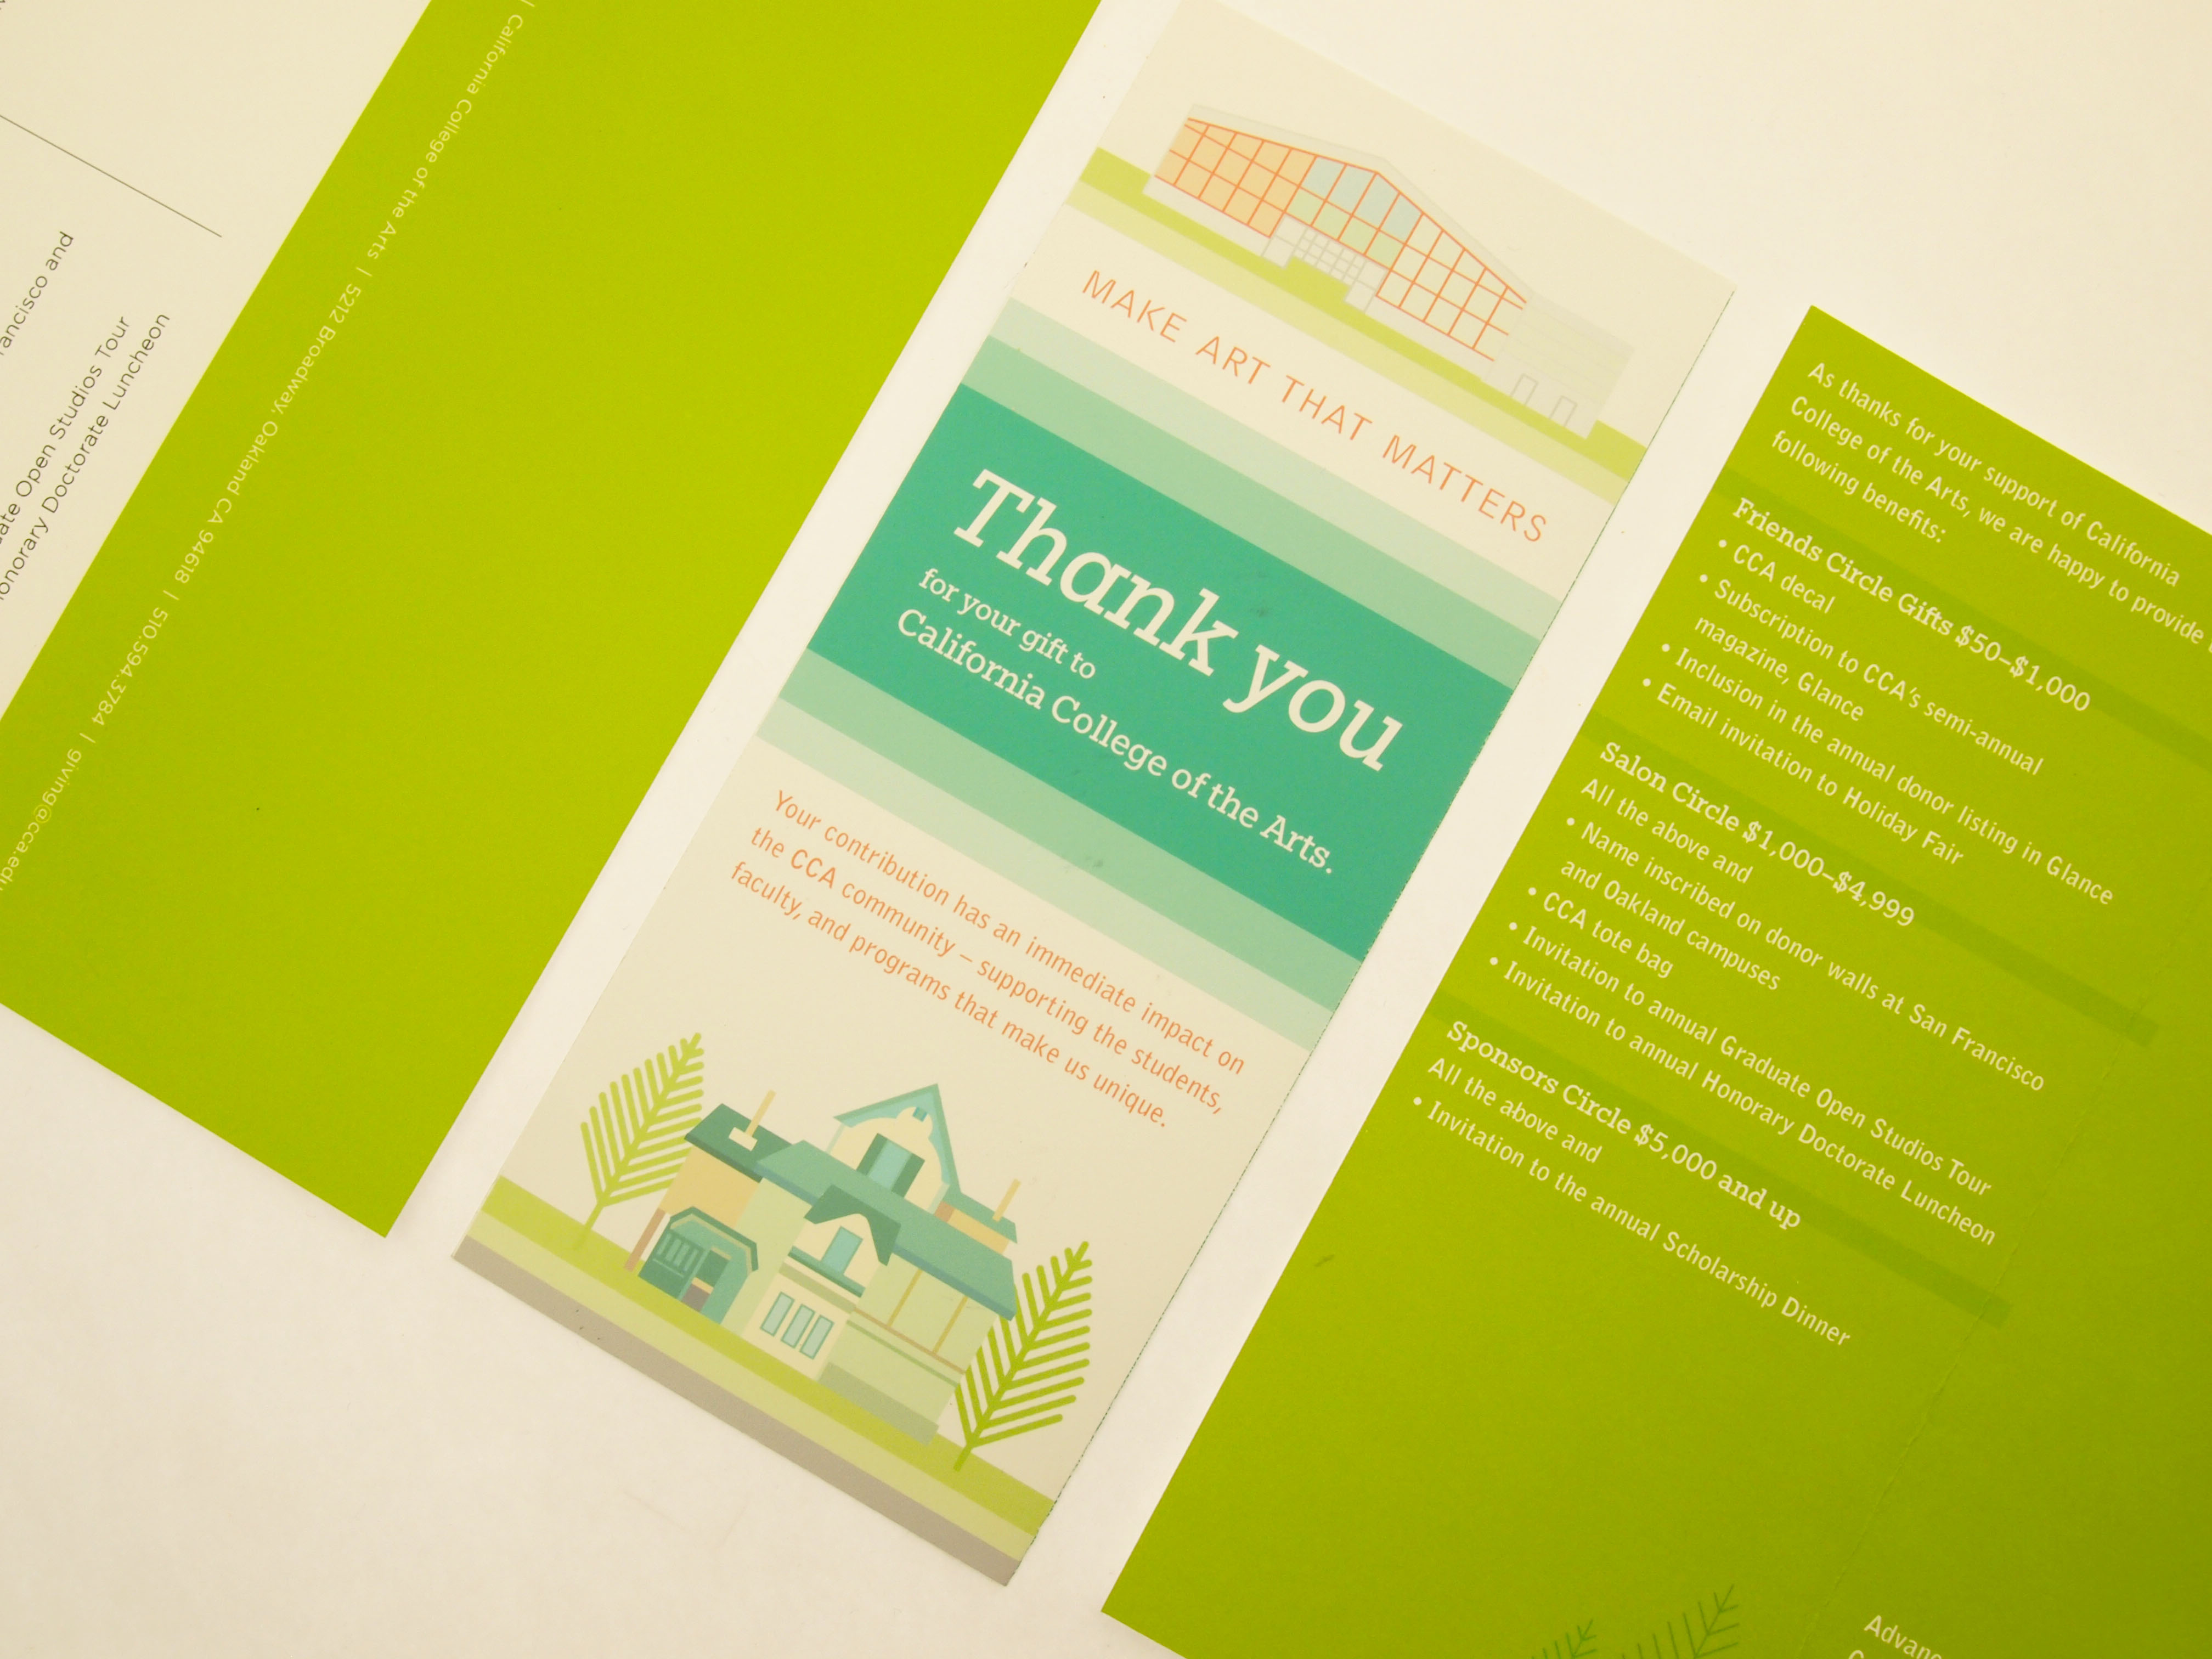 ancisco and
ate Open Studios Tour
onorary Doctorate Luncheon
| California College of the Arts | 5212 Broadway, Oakland CA 94618 | 510.594.3784 | giving@cca.edu
MAKE ART THAT MATTERS
Thank you
for your gift to
California College of the Arts.
Your contribution has an immediate impact on
the CCA community – supporting the students,
faculty, and programs that make us unique.
As thanks for your support of California
College of the Arts, we are happy to provide
following benefits:
Friends Circle Gifts $50–$1,000
• CCA decal
• Subscription to CCA's semi-annual
magazine, Glance
• Inclusion in the annual donor listing in Glance
• Email invitation to Holiday Fair
Salon Circle $1,000–$4,999
All the above and
• Name inscribed on donor walls at San Francisco
and Oakland campuses
• CCA tote bag
• Invitation to annual Graduate Open Studios Tour
• Invitation to annual Honorary Doctorate Luncheon
Sponsors Circle $5,000 and up
All the above and
• Invitation to the annual Scholarship Dinner
Advanc